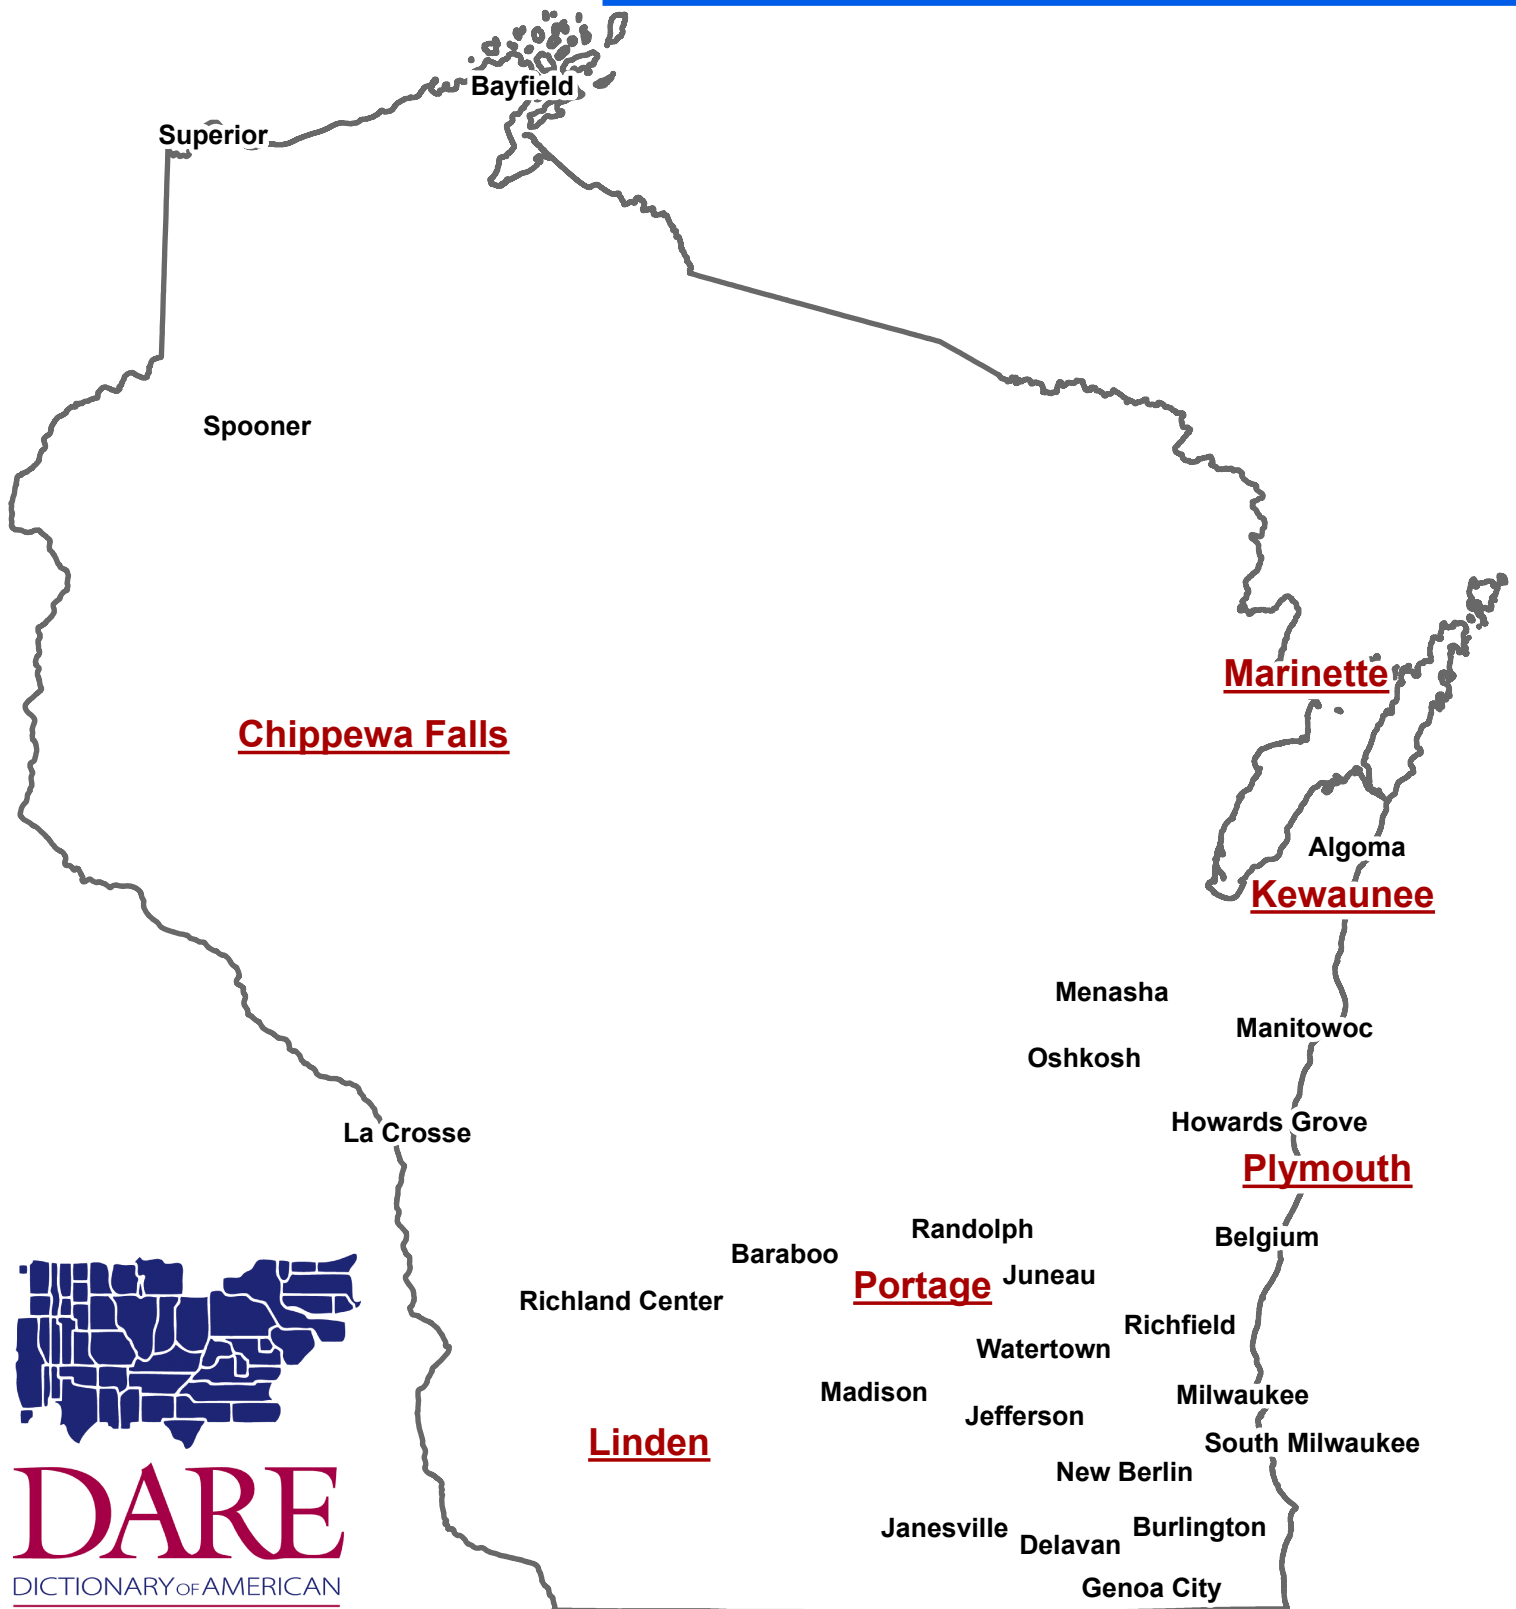 Bayfield
Superior
Spooner
Marinette
Chippewa Falls
Algoma
Kewaunee
Menasha
Manitowoc
Oshkosh
Howards Grove
La Crosse
Plymouth
Randolph
Belgium
Baraboo
Juneau
Portage
Richland Center
Richfield
Watertown
Madison
Milwaukee
Jefferson
Linden
South Milwaukee
New Berlin
Janesville
Burlington
Delavan
Genoa City
DARE
DICTIONARY OF AMERICAN